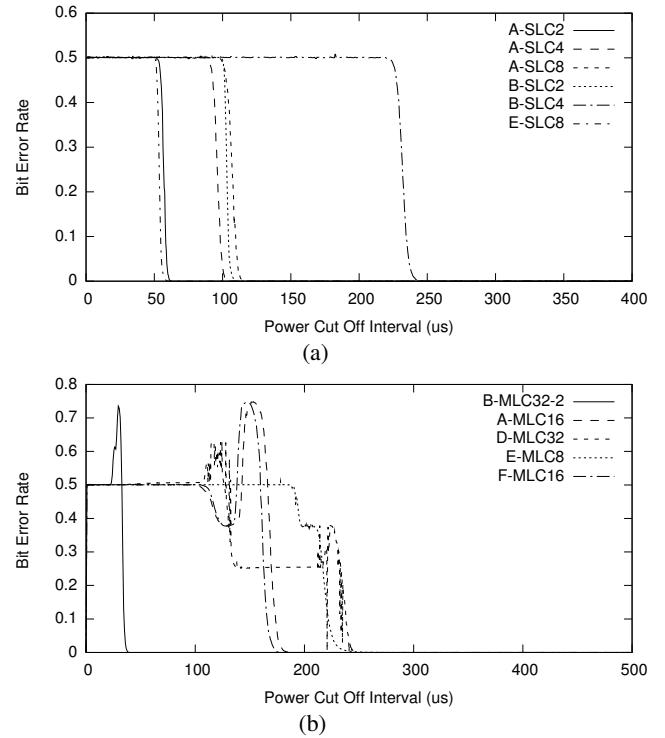 0.6
0.5
0.4
0.3
0.2
0.1
0
Bit Error Rate
A-SLC2
A-SLC4
A-SLC8
B-SLC2
B-SLC4
E-SLC8
0 50 100 150 200 250 300 350 400
Power Cut Off Interval (us)
(a)
0.8
0.7
0.6
0.5
0.4
0.3
0.2
0.1
0
Bit Error Rate
B-MLC32-2
A-MLC16
D-MLC32
E-MLC8
F-MLC16
0 100 200 300 400 500
Power Cut Off Interval (us)
(b)